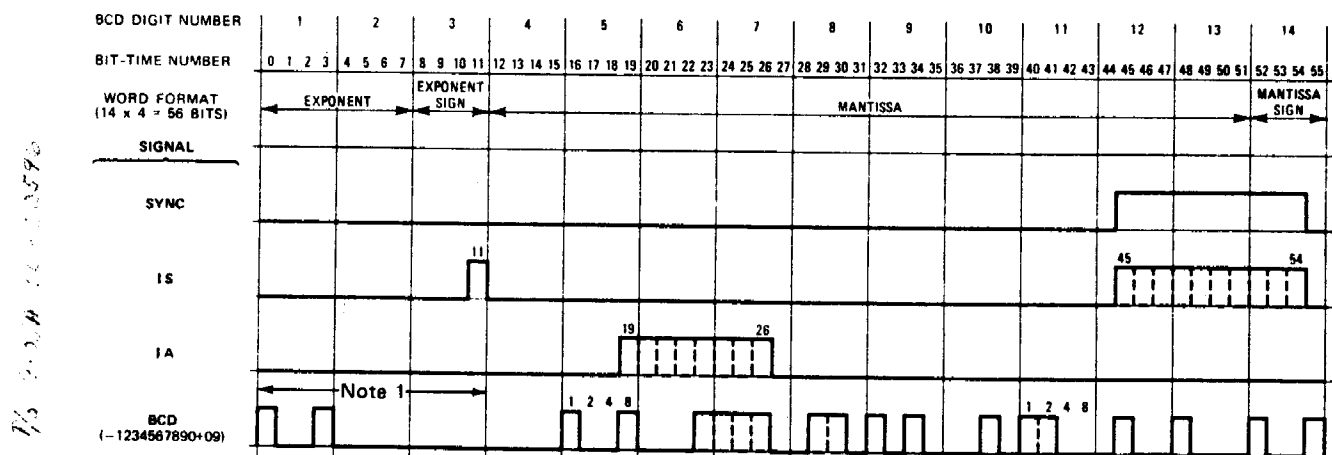 BCD DIGIT NUMBER 1 2 3 4 5 6 7 8 9 10 11 12 13 14
BIT-TIME NUMBER 0 1 2 3 4 5 6 7 8 9 10 11 12 13 14 15 16 17 18 19 20 21 22 23 24 25 26 27 28 29 30 31 32 33 34 35 36 37 38 39 40 41 42 43 44 45 46 47 48 49 50 51 52 53 54 55
WORD FORMAT
(14 x 4 = 56 BITS)
EXPONENT
EXPONENT
SIGN
MANTISSA
MANTISSA
SIGN
SIGNAL
SYNC
IS 11 45 54
IA 19 26
Note 1
BCD
(-1234567890+09)
1 2 4 8 1 2 4 8